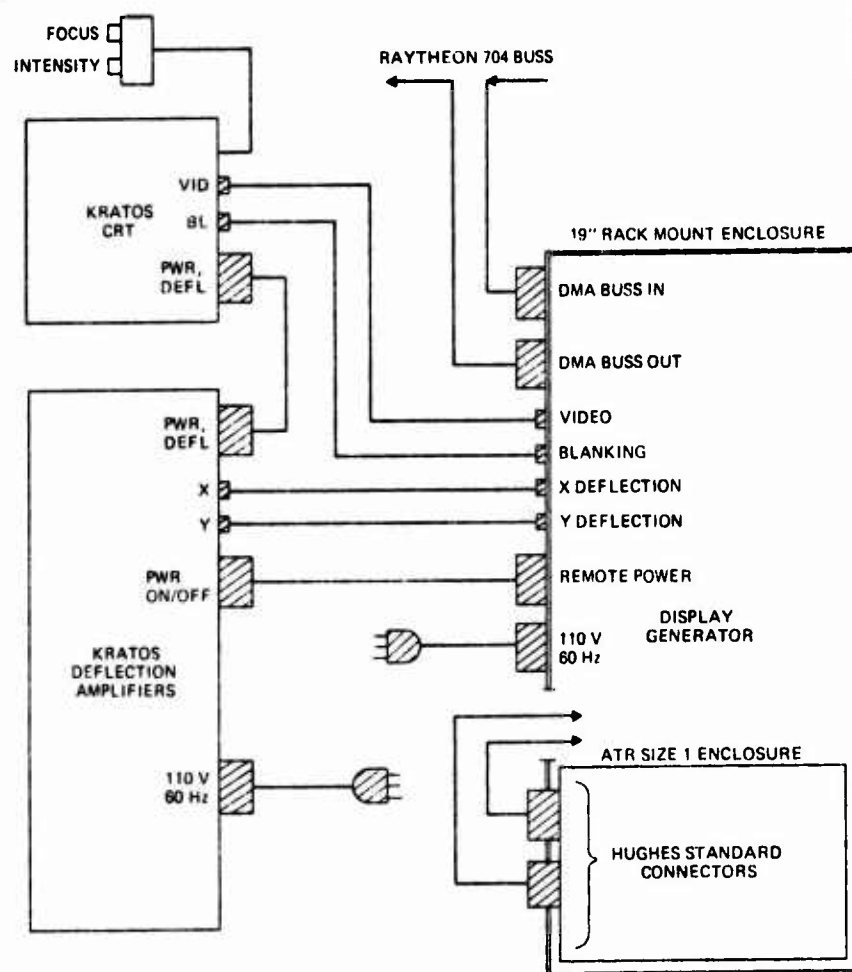 FOCUS
INTENSITY
RAYTHEON 704 BUSS
KRATOS
CRT
VID
BL
PWR,
DEFL
19" RACK MOUNT ENCLOSURE
DMA BUSS IN
DMA BUSS OUT
VIDEO
BLANKING
X DEFLECTION
Y DEFLECTION
REMOTE POWER
DISPLAY
GENERATOR
110 V
60 Hz
PWR,
DEFL
X
Y
PWR
ON/OFF
KRATOS
DEFLECTION
AMPLIFIERS
110 V
60 Hz
ATR SIZE 1 ENCLOSURE
HUGHES STANDARD
CONNECTORS